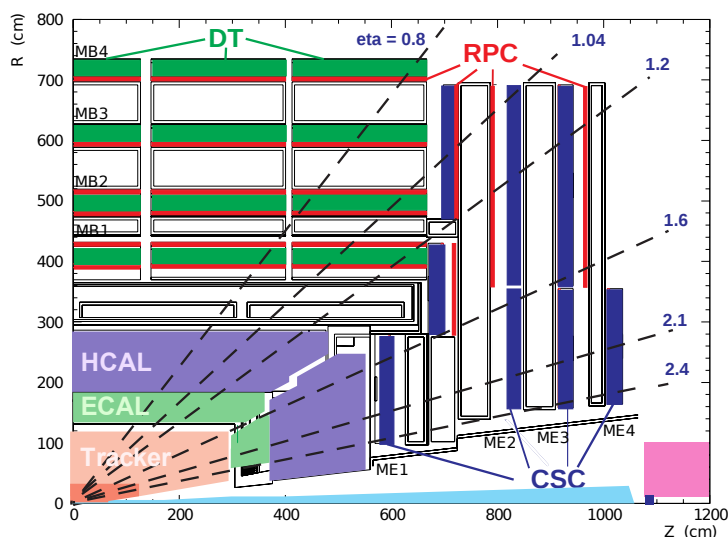 R (cm)
800
700
600
500
400
300
200
100
0
MB4
MB3
MB2
MB1
DT
eta = 0.8
RPC
1.04
1.2
1.6
2.1
2.4
HCAL
ECAL
Tracker
ME1
ME2
ME3
ME4
CSC
0
200
400
600
800
1000
1200
Z (cm)